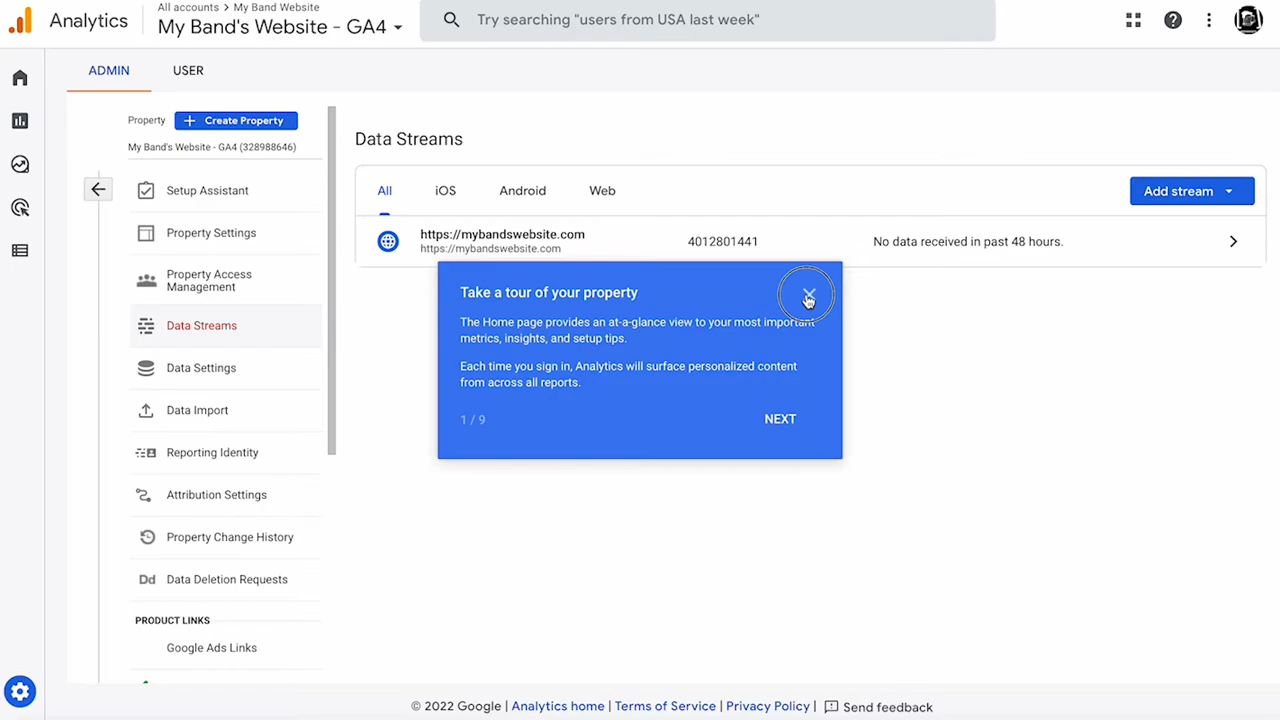 Analytics
All accounts > My Band Website
My Band's Website - GA4
Try searching "users from USA last week"
ADMIN
USER
Property
Create Property
My Band's Website - GA4 (328988646)
Setup Assistant
Property Settings
Property Access
Management
Data Streams
Data Settings
Data Import
Reporting Identity
Attribution Settings
Property Change History
Dd Data Deletion Requests
PRODUCT LINKS
Google Ads Links
Data Streams
All
iOS
Android
Web
Add stream
https://mybandswebsite.com
https://mybandswebsite.com
4012801441
No data received in past 48 hours.
Take a tour of your property
The Home page provides an at-a-glance view to your most important
metrics, insights, and setup tips.
Each time you sign in, Analytics will surface personalized content
from across all reports.
1 / 9
NEXT
© 2022 Google | Analytics home | Terms of Service | Privacy Policy | Send feedback